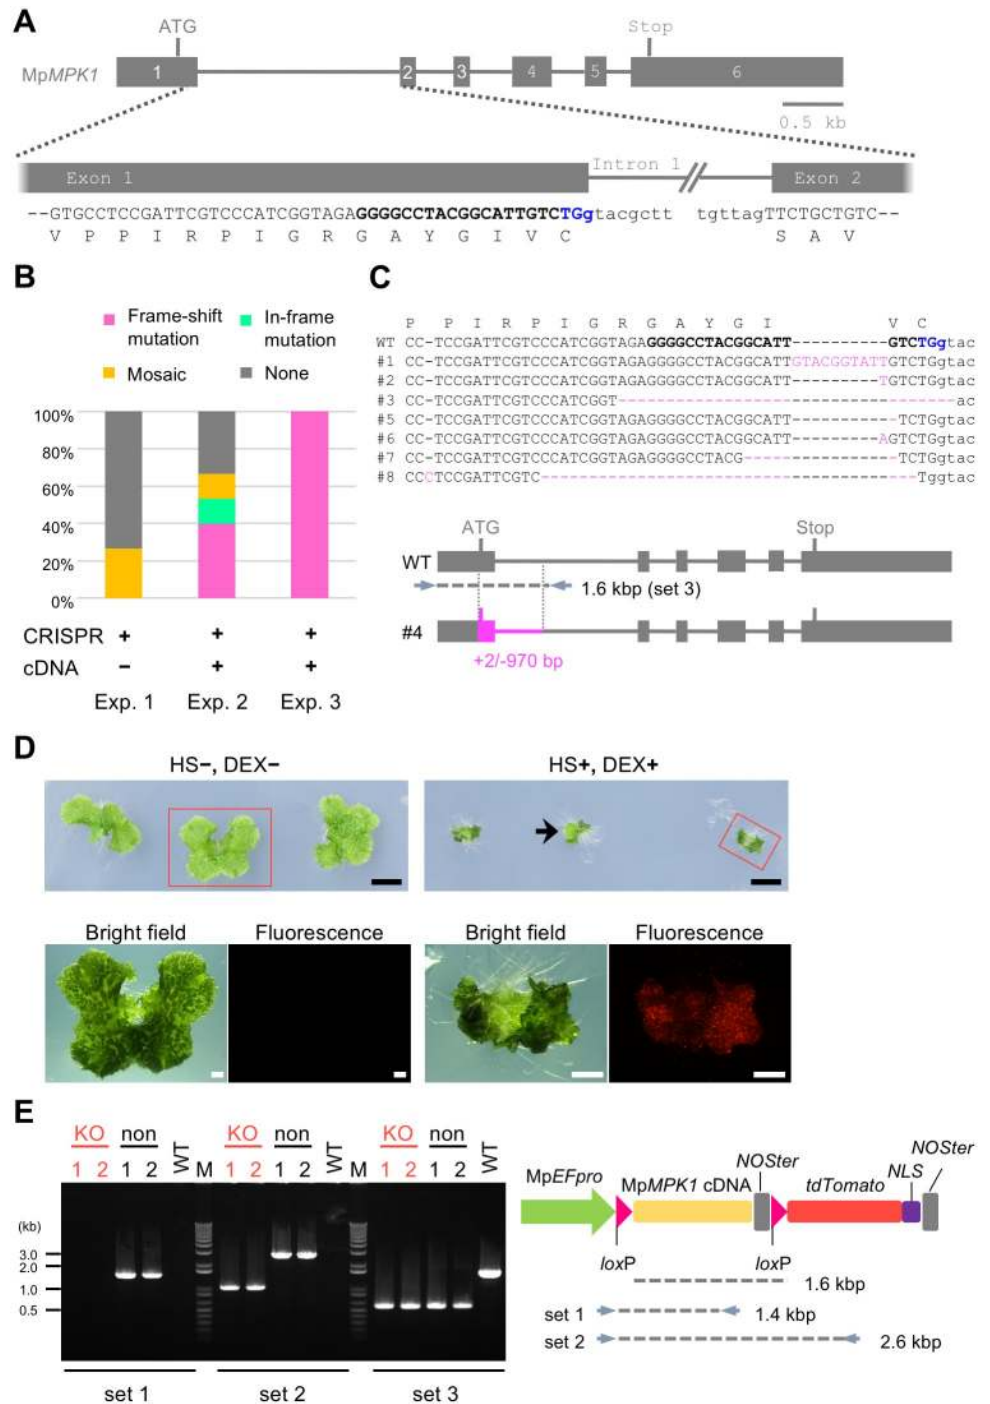 A
ATG
Stop
MpMPK1
1
2
3
4
5
6
0.5 kb
Exon 1
Intron 1
Exon 2
--GTGCCTCCGATTCGTCCCATCGGTAGAGGGGCCTACGGCATTGTCTGgtacgctt tgttagTTCTGCTGTC--
V P P I R P I G R G A Y G I V C S A V
B
Frame-shift mutation
In-frame mutation
Mosaic
None
100%
80%
60%
40%
20%
0%
CRISPR + + +
cDNA − + +
Exp. 1 Exp. 2 Exp. 3
C
P P I R P I G R G A Y G I V C
WT CC-TCCGATTCGTCCCATCGGTAGAGGGGCCTACGGCATT----------GTCTGgtac
#1 CC-TCCGATTCGTCCCATCGGTAGAGGGGCCTACGGCATTGTACGGTATTGTCTGgtac
#2 CC-TCCGATTCGTCCCATCGGTAGAGGGGCCTACGGCATT---------TGTCTGgtac
#3 CC-TCCGATTCGTCCCATCGGT-----------------------------------ac
#5 CC-TCCGATTCGTCCCATCGGTAGAGGGGCCTACGGCATT-----------TCTGgtac
#6 CC-TCCGATTCGTCCCATCGGTAGAGGGGCCTACGGCATT---------AGTCTGgtac
#7 CC-TCCGATTCGTCCCATCGGTAGAGGGGCCTACG----------------TCTGgtac
#8 CCCTCCGATTCGTC---------------------------------------Tggtac
ATG
Stop
WT
1.6 kbp (set 3)
#4
+2/-970 bp
D
HS−, DEX−
HS+, DEX+
Bright field
Fluorescence
Bright field
Fluorescence
E
KO non WT KO non WT KO non WT
1 2 1 2 M 1 2 1 2 M 1 2 1 2
(kb)
3.0
2.0
1.0
0.5
set 1
set 2
set 3
MpEFpro
MpMPK1 cDNA
NOSter
tdTomato
NLS
NOSter
loxP
loxP
1.6 kbp
set 1
1.4 kbp
set 2
2.6 kbp